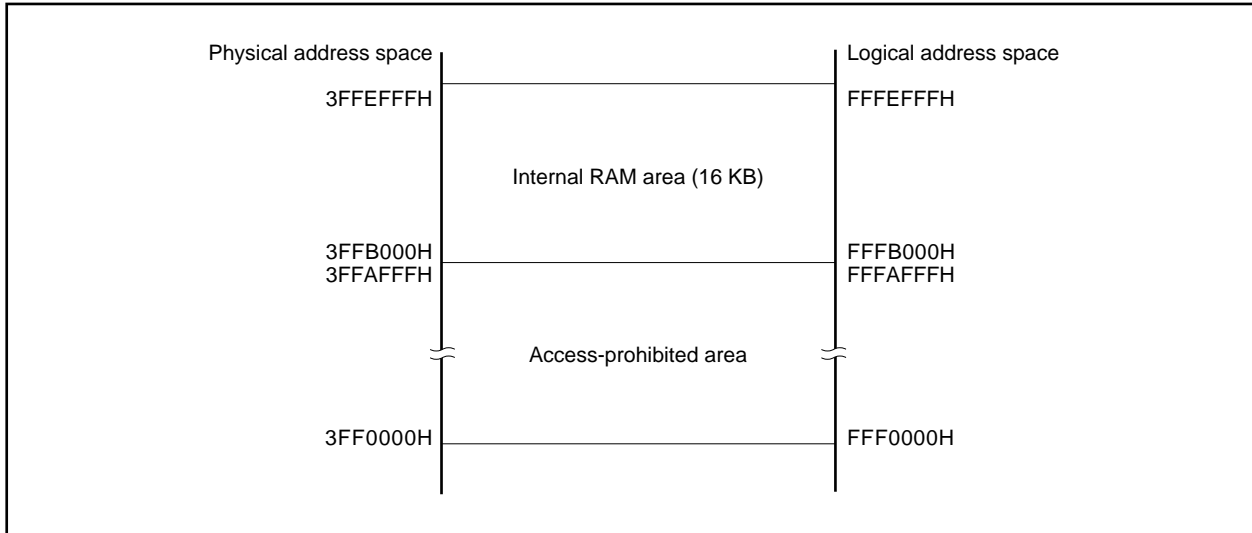 Physical address space
Logical address space
3FFEFFFH
FFFEFFFH
Internal RAM area (16 KB)
3FFB000H
FFFB000H
3FFAFFFH
FFFAFFFH
Access-prohibited area
3FF0000H
FFF0000H